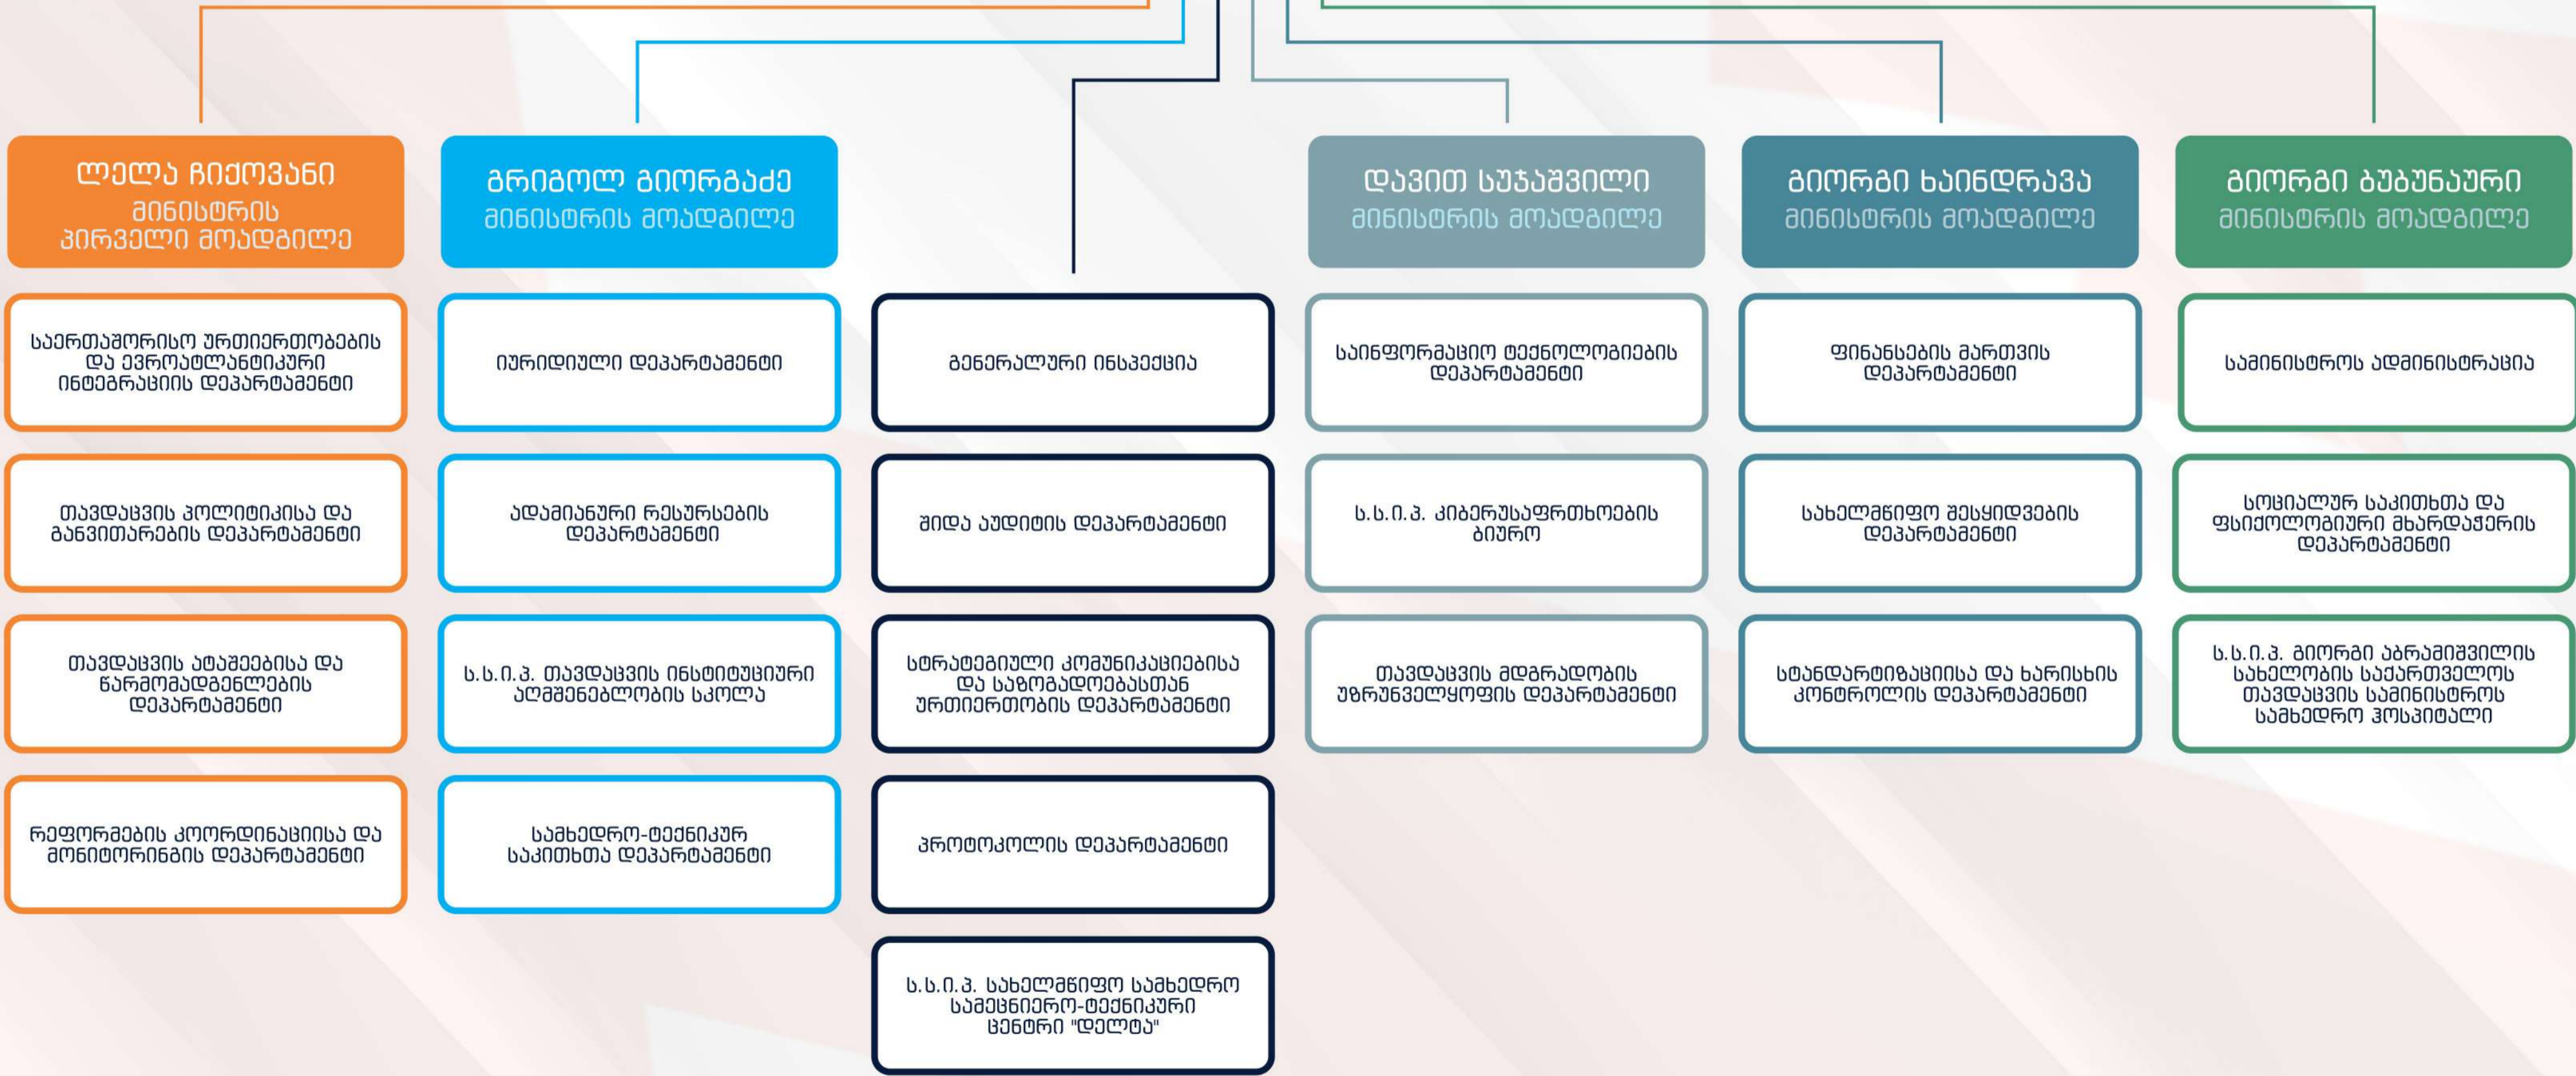 ლელა ჩიქოვანი
მინისტრის
პირველი მოადგილე
საერთაშორისო ურთიერთობების
და ევროატლანტიკური
ინტეგრაციის დეპარტამენტი
თავდაცვის პოლიტიკისა და
განვითარების დეპარტამენტი
თავდაცვის ატაშეებისა და
წარმომადგენლების
დეპარტამენტი
რეფორმების კოორდინაციისა და
მონიტორინგის დეპარტამენტი
გრიგოლ გიორგაძე
მინისტრის მოადგილე
იურიდიული დეპარტამენტი
ადამიანური რესურსების
დეპარტამენტი
ს.ს.ი.პ. თავდაცვის ინსტიტუციური
აღმშენებლობის სკოლა
სამხედრო-ტექნიკურ
საკითხთა დეპარტამენტი
გენერალური ინსპექცია
შიდა აუდიტის დეპარტამენტი
სტრატეგიული კომუნიკაციებისა
და საზოგადოებასთან
ურთიერთობის დეპარტამენტი
პროტოკოლის დეპარტამენტი
ს.ს.ი.პ. სახელმწიფო სამხედრო
სამეცნიერო-ტექნიკური
ცენტრი "დელტა"
დავით სუჯაშვილი
მინისტრის მოადგილე
საინფორმაციო ტექნოლოგიების
დეპარტამენტი
ს.ს.ი.პ. კიბერუსაფრთხოების
ბიურო
თავდაცვის მდგრადობის
უზრუნველყოფის დეპარტამენტი
გიორგი ხაინდრავა
მინისტრის მოადგილე
ფინანსების მართვის
დეპარტამენტი
სახელმწიფო შესყიდვების
დეპარტამენტი
სტანდარტიზაციისა და ხარისხის
კონტროლის დეპარტამენტი
გიორგი ბუბუნაური
მინისტრის მოადგილე
სამინისტროს ადმინისტრაცია
სოციალურ საკითხთა და
ფსიქოლოგიური მხარდაჭერის
დეპარტამენტი
ს.ს.ი.პ. გიორგი აბრამიშვილის
სახელობის საქართველოს
თავდაცვის სამინისტროს
სამხედრო ჰოსპიტალი